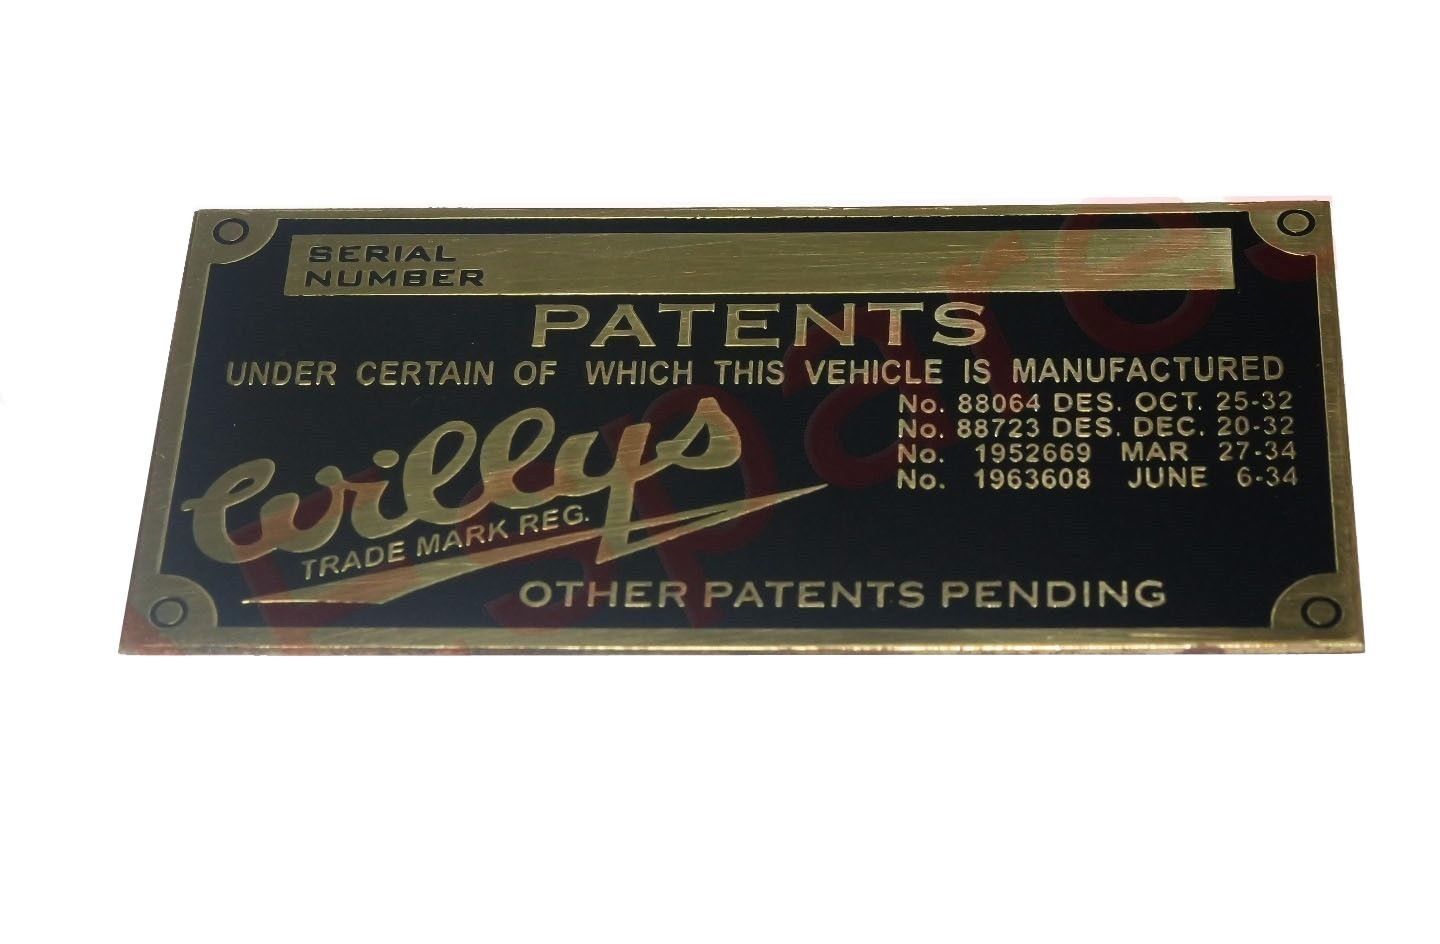 SERIAL
NUMBER
PATENTS
UNDER CERTAIN OF WHICH THIS VEHICLE IS MANUFACTURED
No. 88064 DES. OCT. 25-32
No. 88723 DES. DEC. 20-32
No. 1952669 MAR 27-34
No. 1963608 JUNE 6-34
Willys
TRADE MARK REG.
OTHER PATENTS PENDING